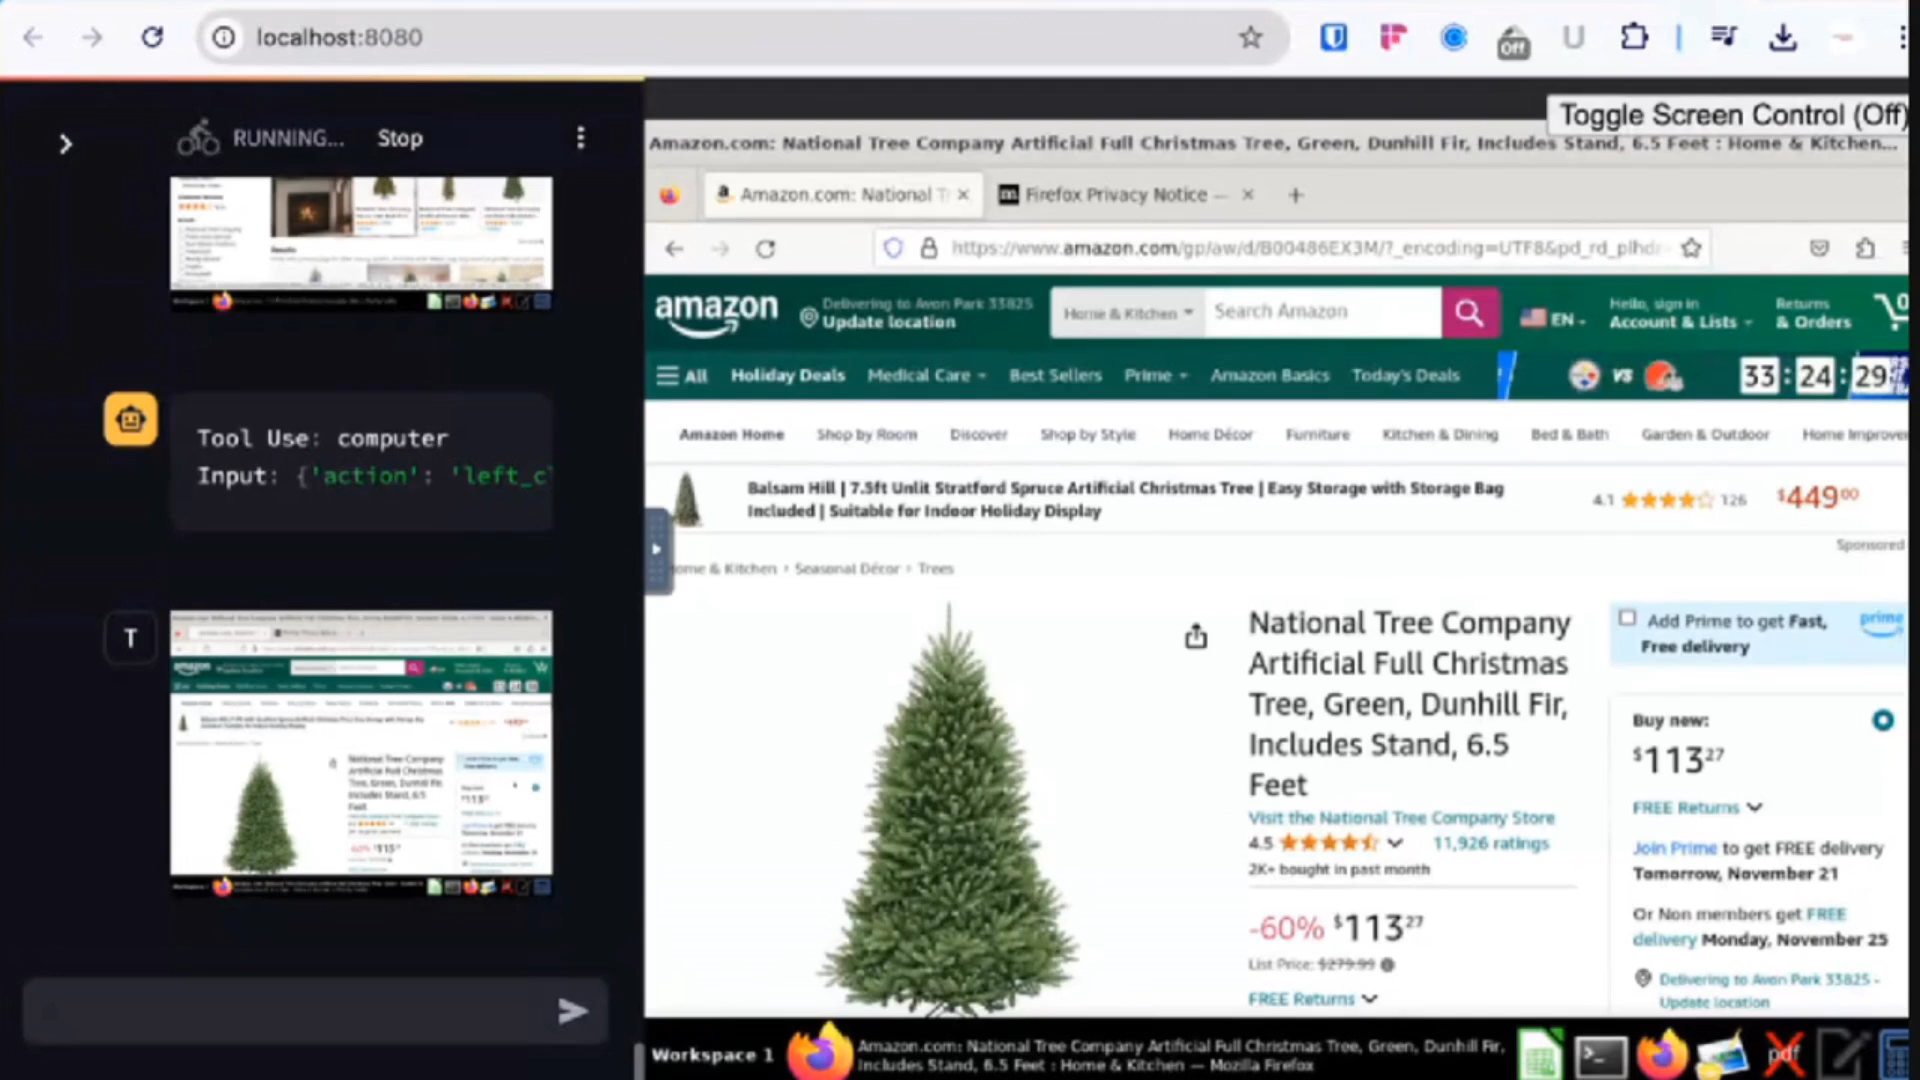 localhost:8080
Off
RUNNING...
Stop
Tool Use: computer
Input: {'action': 'left_cl
T
Toggle Screen Control (Off)
Amazon.com: National Tree Company Artificial Full Christmas Tree, Green, Dunhill Fir, Includes Stand, 6.5 Feet : Home & Kitchen...
Amazon.com: National T
Firefox Privacy Notice —
https://www.amazon.com/gp/aw/d/B00486EX3M/?_encoding=UTF8&pd_rd_plhd
amazon
Delivering to Avon Park 33825
Update location
Home & Kitchen
Search Amazon
EN
Hello, sign in
Account & Lists
Returns
& Orders
0
All
Holiday Deals
Medical Care
Best Sellers
Prime
Amazon Basics
Today's Deals
VS
33:24:29
Amazon Home
Shop by Room
Discover
Shop by Style
Home Décor
Furniture
Kitchen & Dining
Bed & Bath
Garden & Outdoor
Home Improve
Balsam Hill | 7.5ft Unlit Stratford Spruce Artificial Christmas Tree | Easy Storage with Storage Bag
Included | Suitable for Indoor Holiday Display
4.1
126
$449.00
Sponsored
ome & Kitchen › Seasonal Décor › Trees
National Tree Company
Artificial Full Christmas
Tree, Green, Dunhill Fir,
Includes Stand, 6.5
Feet
Visit the National Tree Company Store
4.5
11,926 ratings
2K+ bought in past month
-60% $113.27
List Price: $279.99
FREE Returns
Add Prime to get Fast,
Free delivery
prime
Buy new:
$113.27
FREE Returns
Join Prime to get FREE delivery
Tomorrow, November 21
Or Non members get FREE
delivery Monday, November 25
Delivering to Avon Park 33825 -
Update location
Workspace 1
Amazon.com: National Tree Company Artificial Full Christmas Tree, Green, Dunhill Fir,
Includes Stand, 6.5 Feet : Home & Kitchen — Mozilla Firefox
pdf